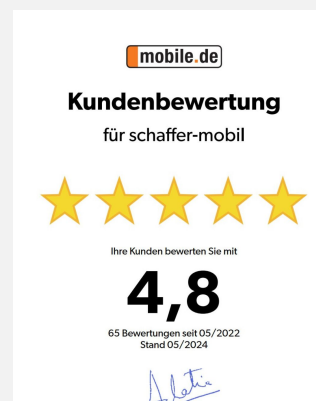 mobile.de
Kundenbewertung
für schaffer-mobil
Ihre Kunden bewerten Sie mit
4,8
65 Bewertungen seit 05/2022
Stand 05/2024